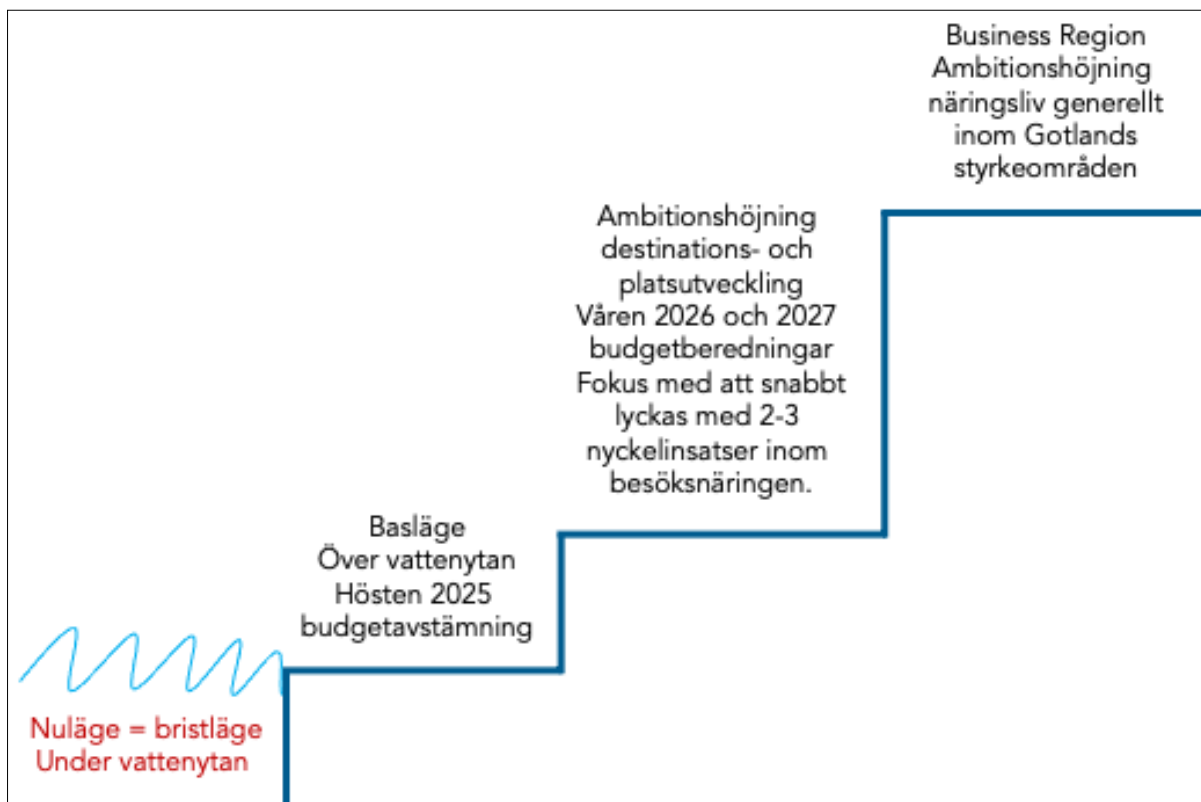 Business Region
Ambitionshöjning
näringsliv generellt
inom Gotlands
styrkeområden
Ambitionshöjning
destinations- och
platsutveckling
Våren 2026 och 2027
budgetberedningar
Fokus med att snabbt
lyckas med 2-3
nyckelinsatser inom
besöksnäringen.
Basläge
Över vattenytan
Hösten 2025
budgetavstämning
Nuläge = bristläge
Under vattenytan